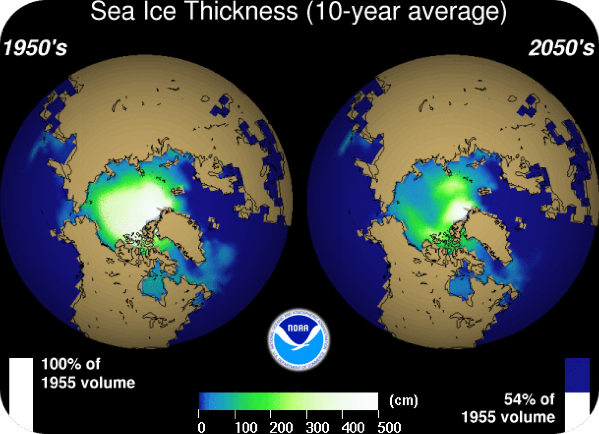 Sea Ice Thickness (10-year average)
1950's
2050's
NOAA
100% of
1955 volume
(cm)
0 100 200 300 400 500
54% of
1955 volume